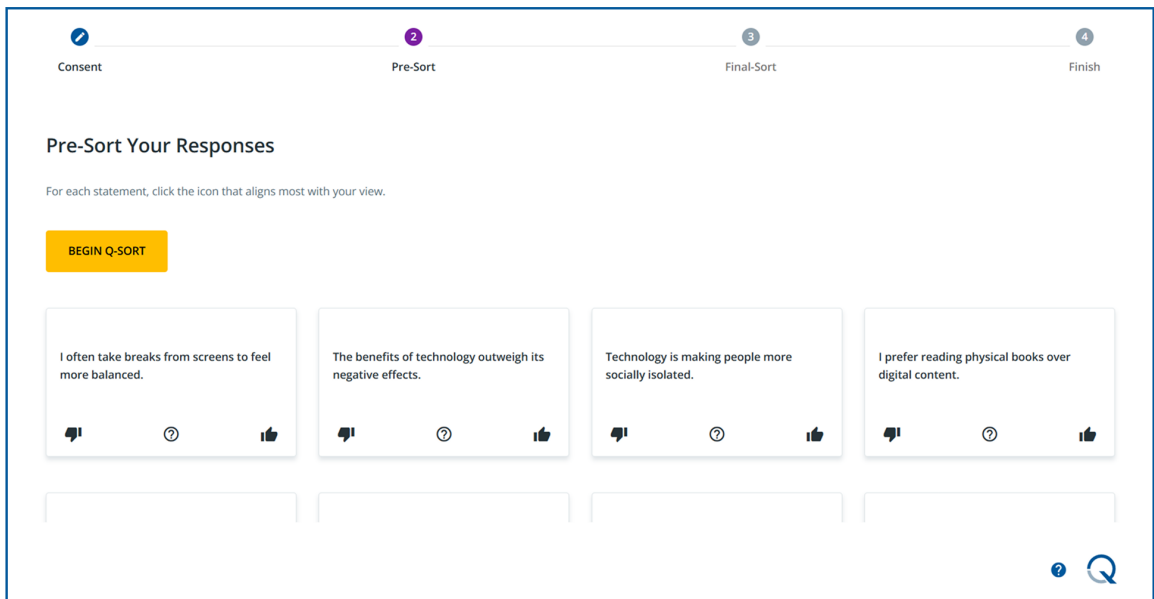 2 3 4
Consent Pre-Sort Final-Sort Finish
Pre-Sort Your Responses
For each statement, click the icon that aligns most with your view.
BEGIN Q-SORT
I often take breaks from screens to feel
more balanced.
The benefits of technology outweigh its
negative effects.
Technology is making people more
socially isolated.
I prefer reading physical books over
digital content.
? ? ? ?
? Q